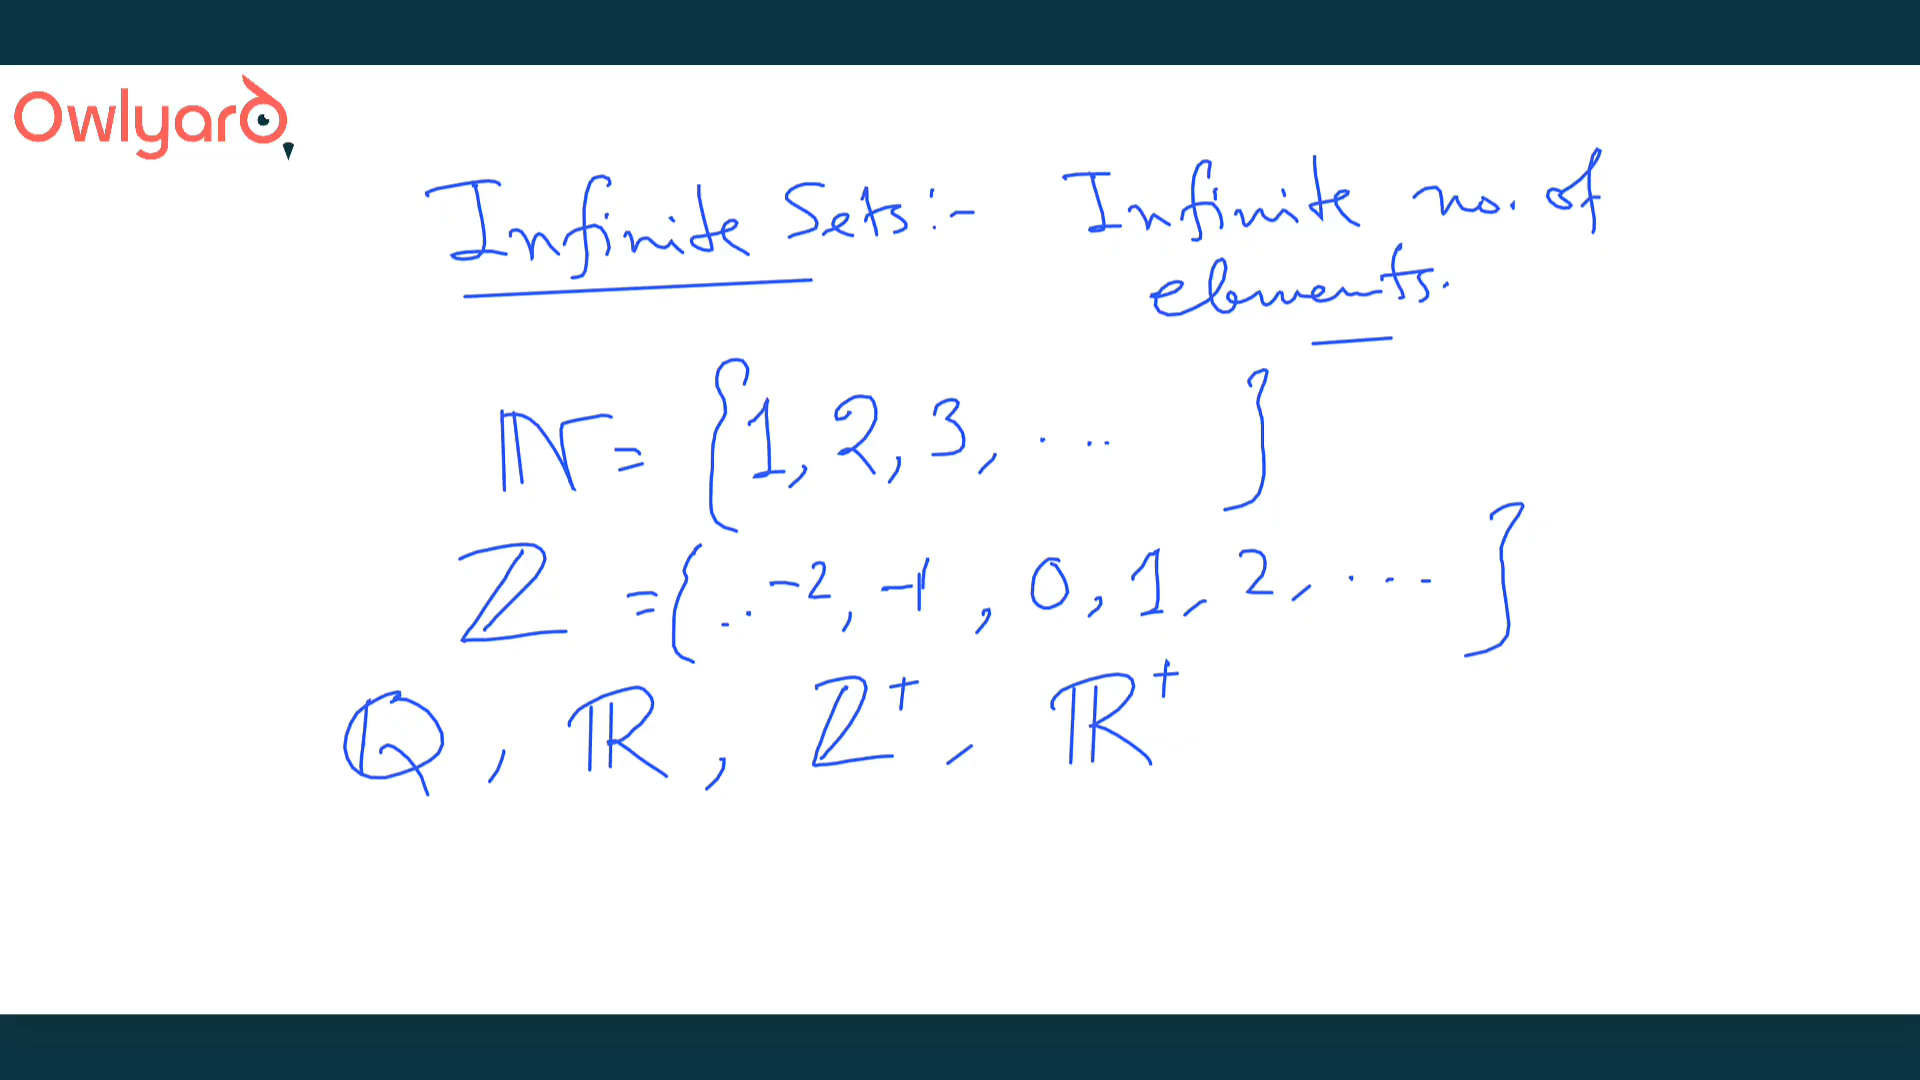 Owlyard
Infinite Sets:- Infinite no. of
elements.
ℕ = {1, 2, 3, .... }
ℤ = {.. -2, -1, 0, 1, 2, .... }
ℚ, ℝ, ℤ⁺, ℝ⁺